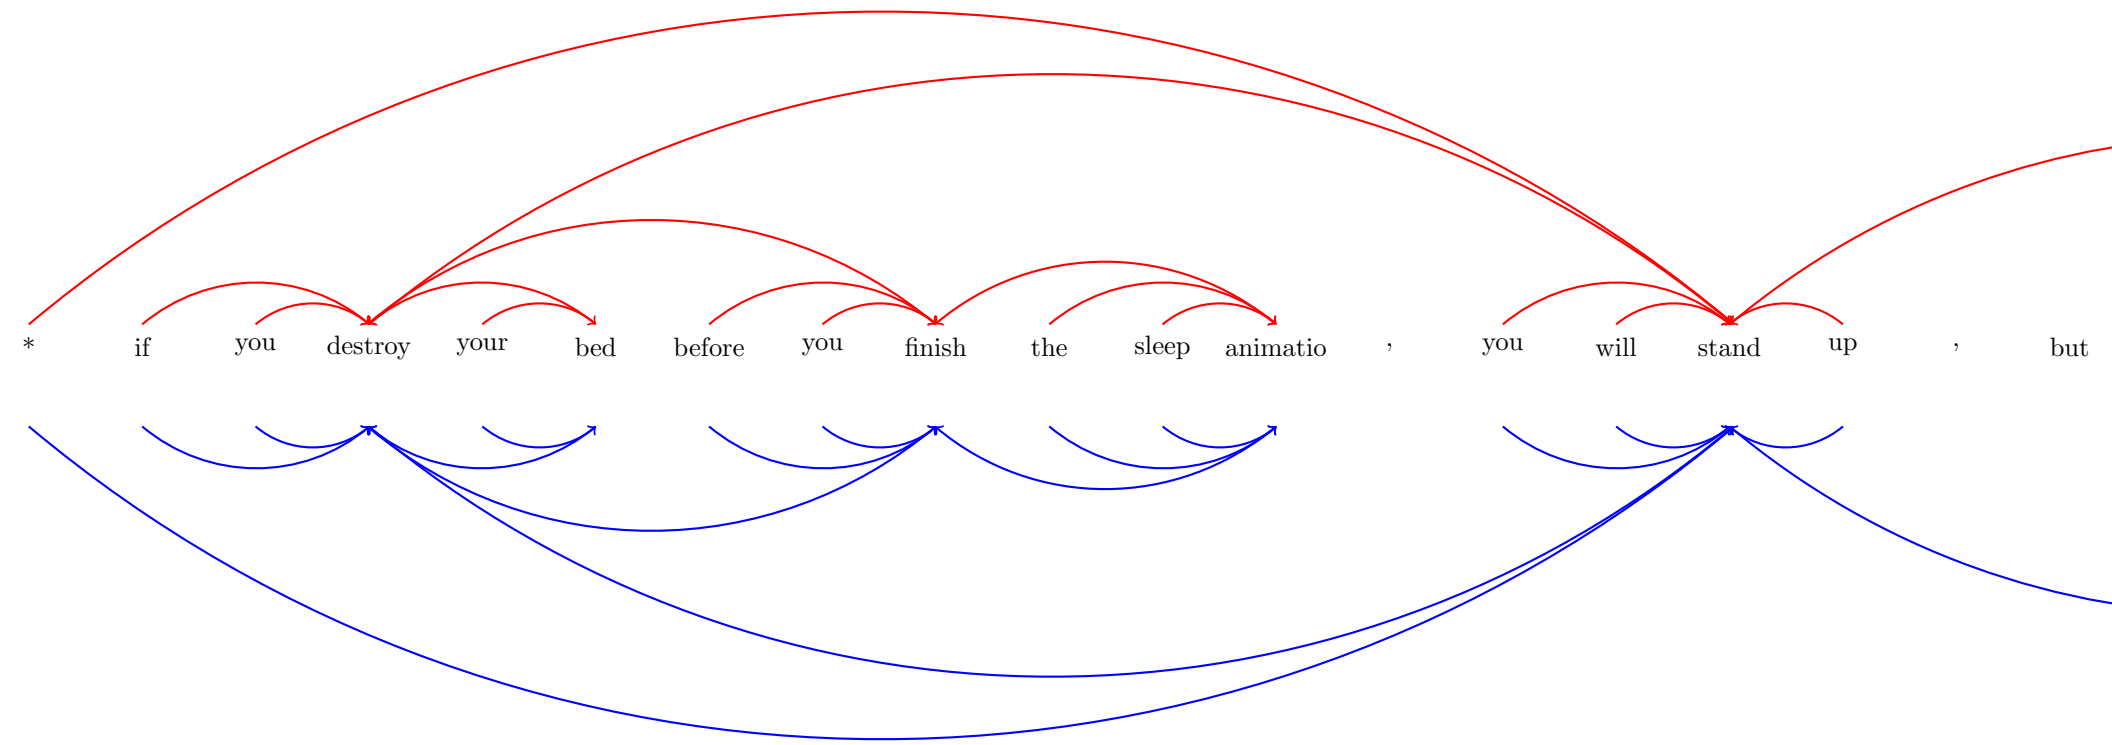 * if you destroy your bed before you finish the sleep animatio , you will stand up , but